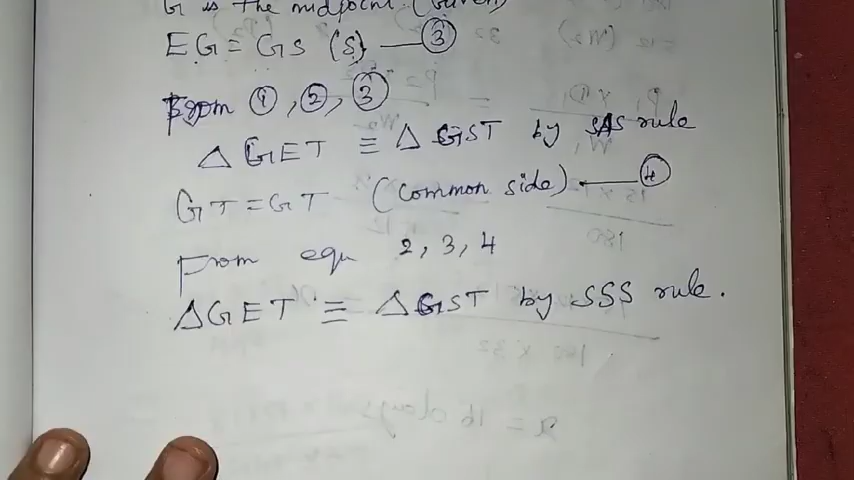 G is the midpoint (Given)
EG = GS (S) — ③
From ①, ②, ③
△ GET ≡ △ GST by SAS rule
GT = GT (Common side) — ④
From equ 2, 3, 4
△GET ≡ △GST by SSS rule.